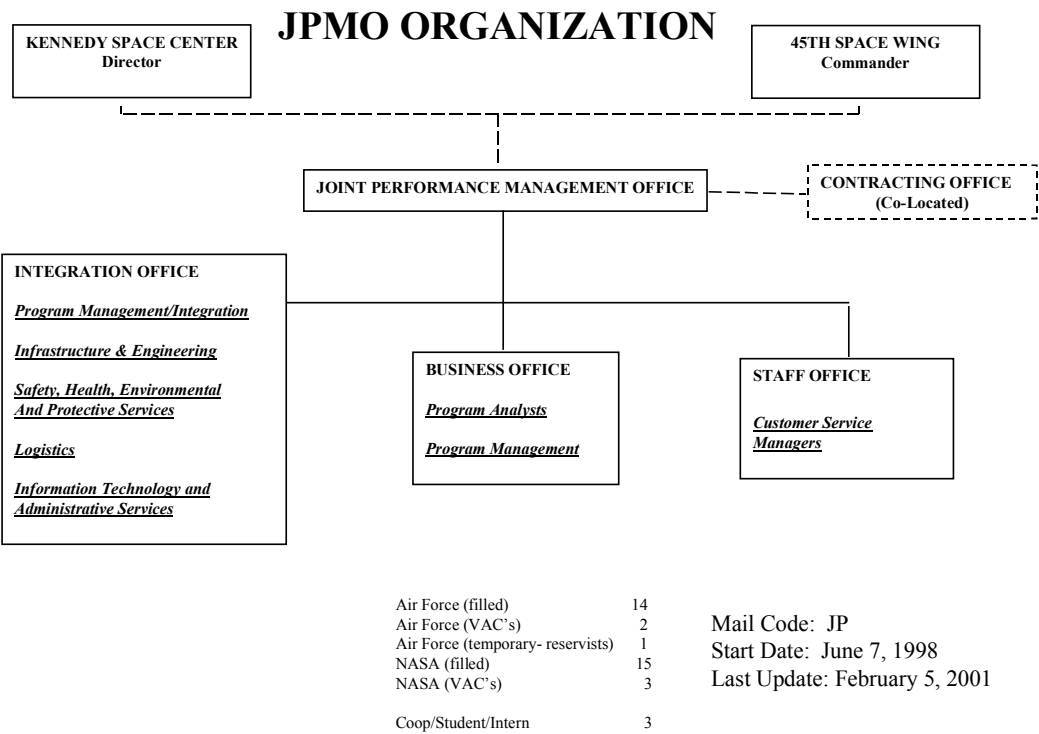 JPMO ORGANIZATION
KENNEDY SPACE CENTER
Director
45TH SPACE WING
Commander
JOINT PERFORMANCE MANAGEMENT OFFICE
CONTRACTING OFFICE
(Co-Located)
INTEGRATION OFFICE
Program Management/Integration
Infrastructure & Engineering
Safety, Health, Environmental
And Protective Services
Logistics
Information Technology and
Administrative Services
BUSINESS OFFICE
Program Analysts
Program Management
STAFF OFFICE
Customer Service
Managers
Air Force (filled) 14
Air Force (VAC's) 2
Air Force (temporary- reservists) 1
NASA (filled) 15
NASA (VAC's) 3
Coop/Student/Intern 3
Mail Code: JP
Start Date: June 7, 1998
Last Update: February 5, 2001